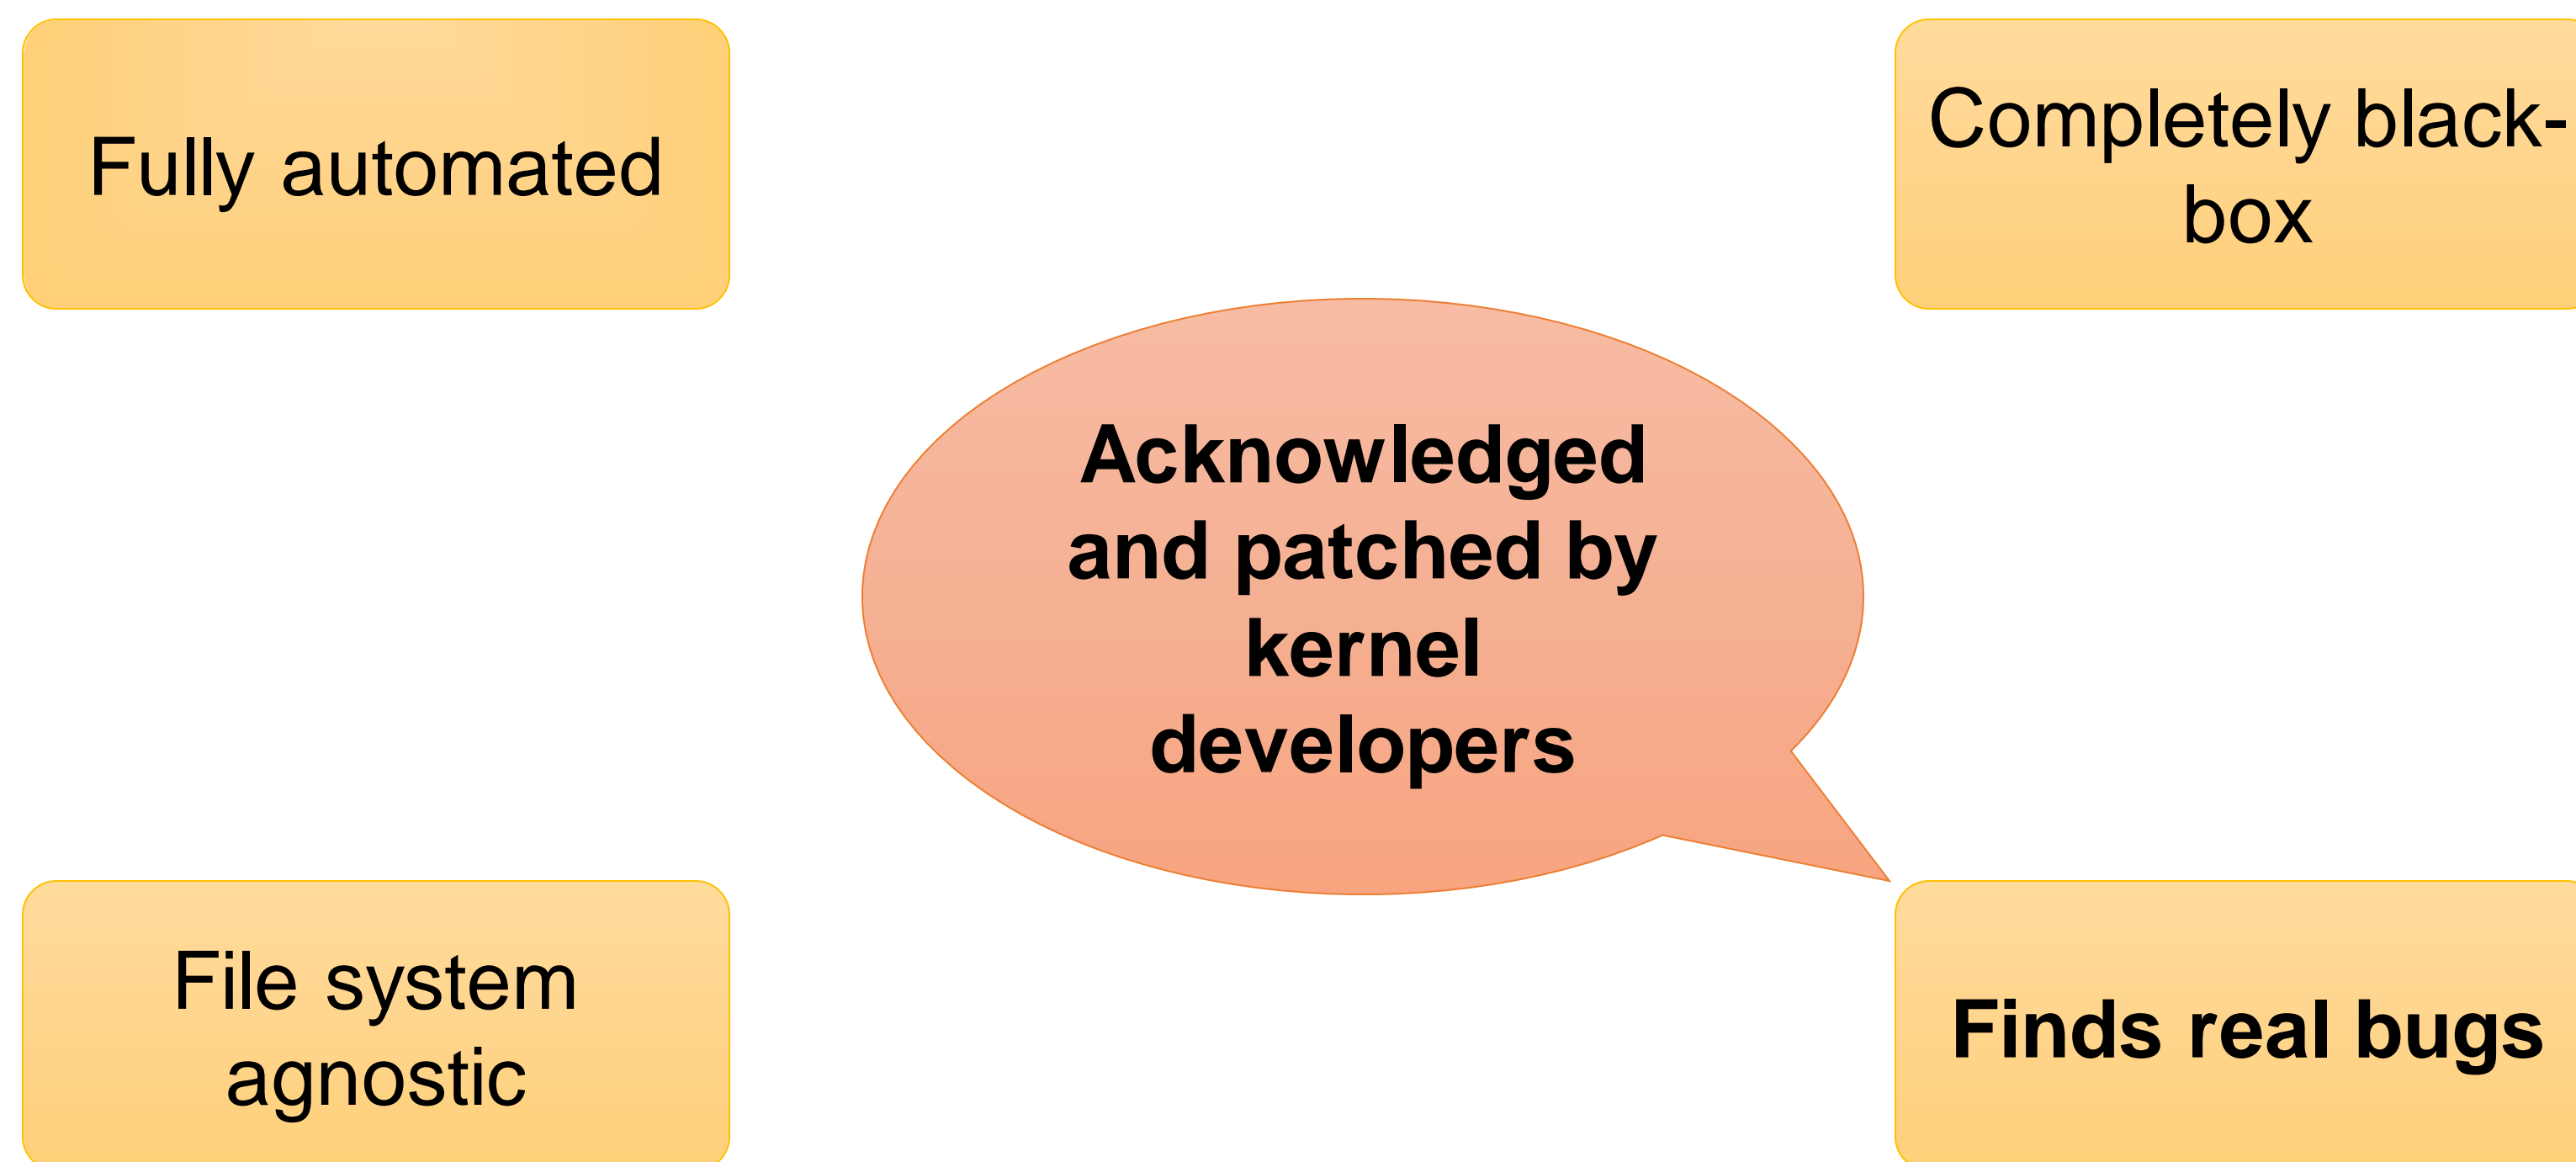 Fully automated
Completely black-
box
Acknowledged
and patched by
kernel
developers
File system
agnostic
Finds real bugs